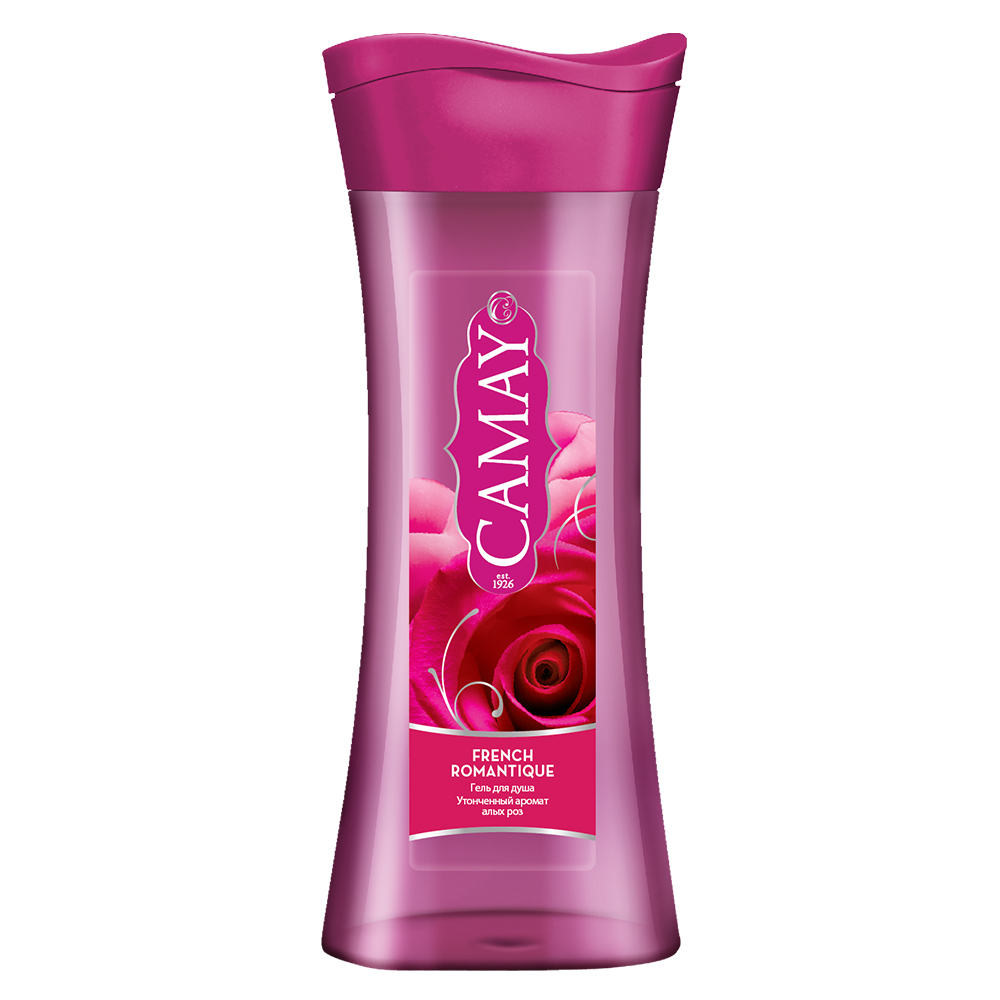 CAMAY
est.
1926
FRENCH
ROMANTIQUE
Гель для душа
Утонченный аромат
алых роз